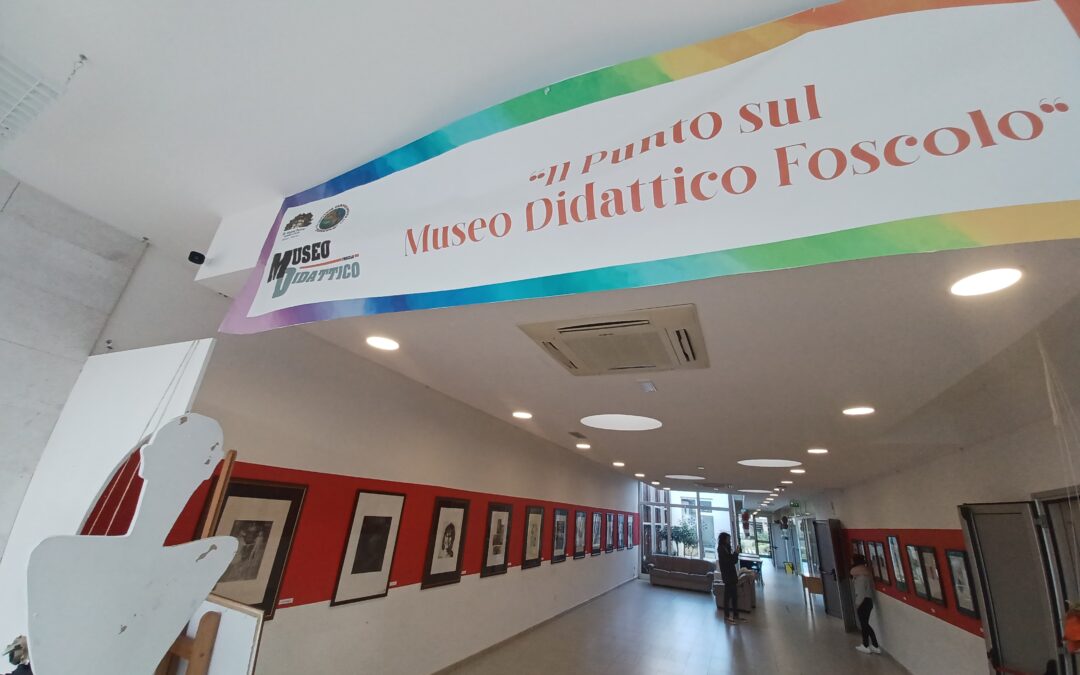 “Il Punto sul
Museo Didattico Foscolo“
MUSEO
DIDATTICO